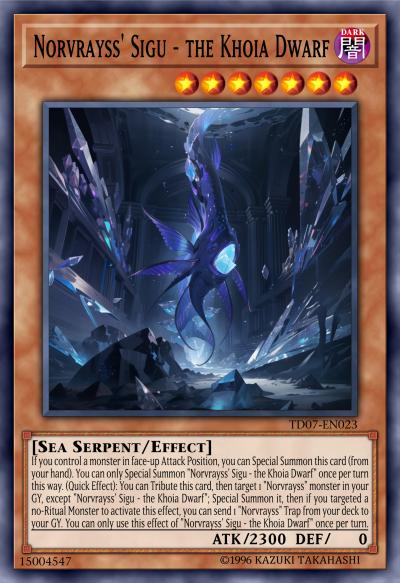 Norvrayss' Sigu - the Khoia Dwarf
DARK
闇
TD07-EN023
[Sea Serpent/Effect]
If you control a monster in face-up Attack Position, you can Special Summon this card (from
your hand). You can only Special Summon "Norvrayss' Sigu - the Khoia Dwarf" once per turn
this way. (Quick Effect): You can Tribute this card, then target 1 "Norvrayss" monster in your
GY, except "Norvrayss' Sigu - the Khoia Dwarf"; Special Summon it, then if you targeted a
no-Ritual Monster to activate this effect, you can send 1 "Norvrayss" Trap from your deck to
your GY. You can only use this effect of "Norvrayss' Sigu - the Khoia Dwarf" once per turn.
ATK/2300 DEF/ 0
15004547 ©1996 KAZUKI TAKAHASHI